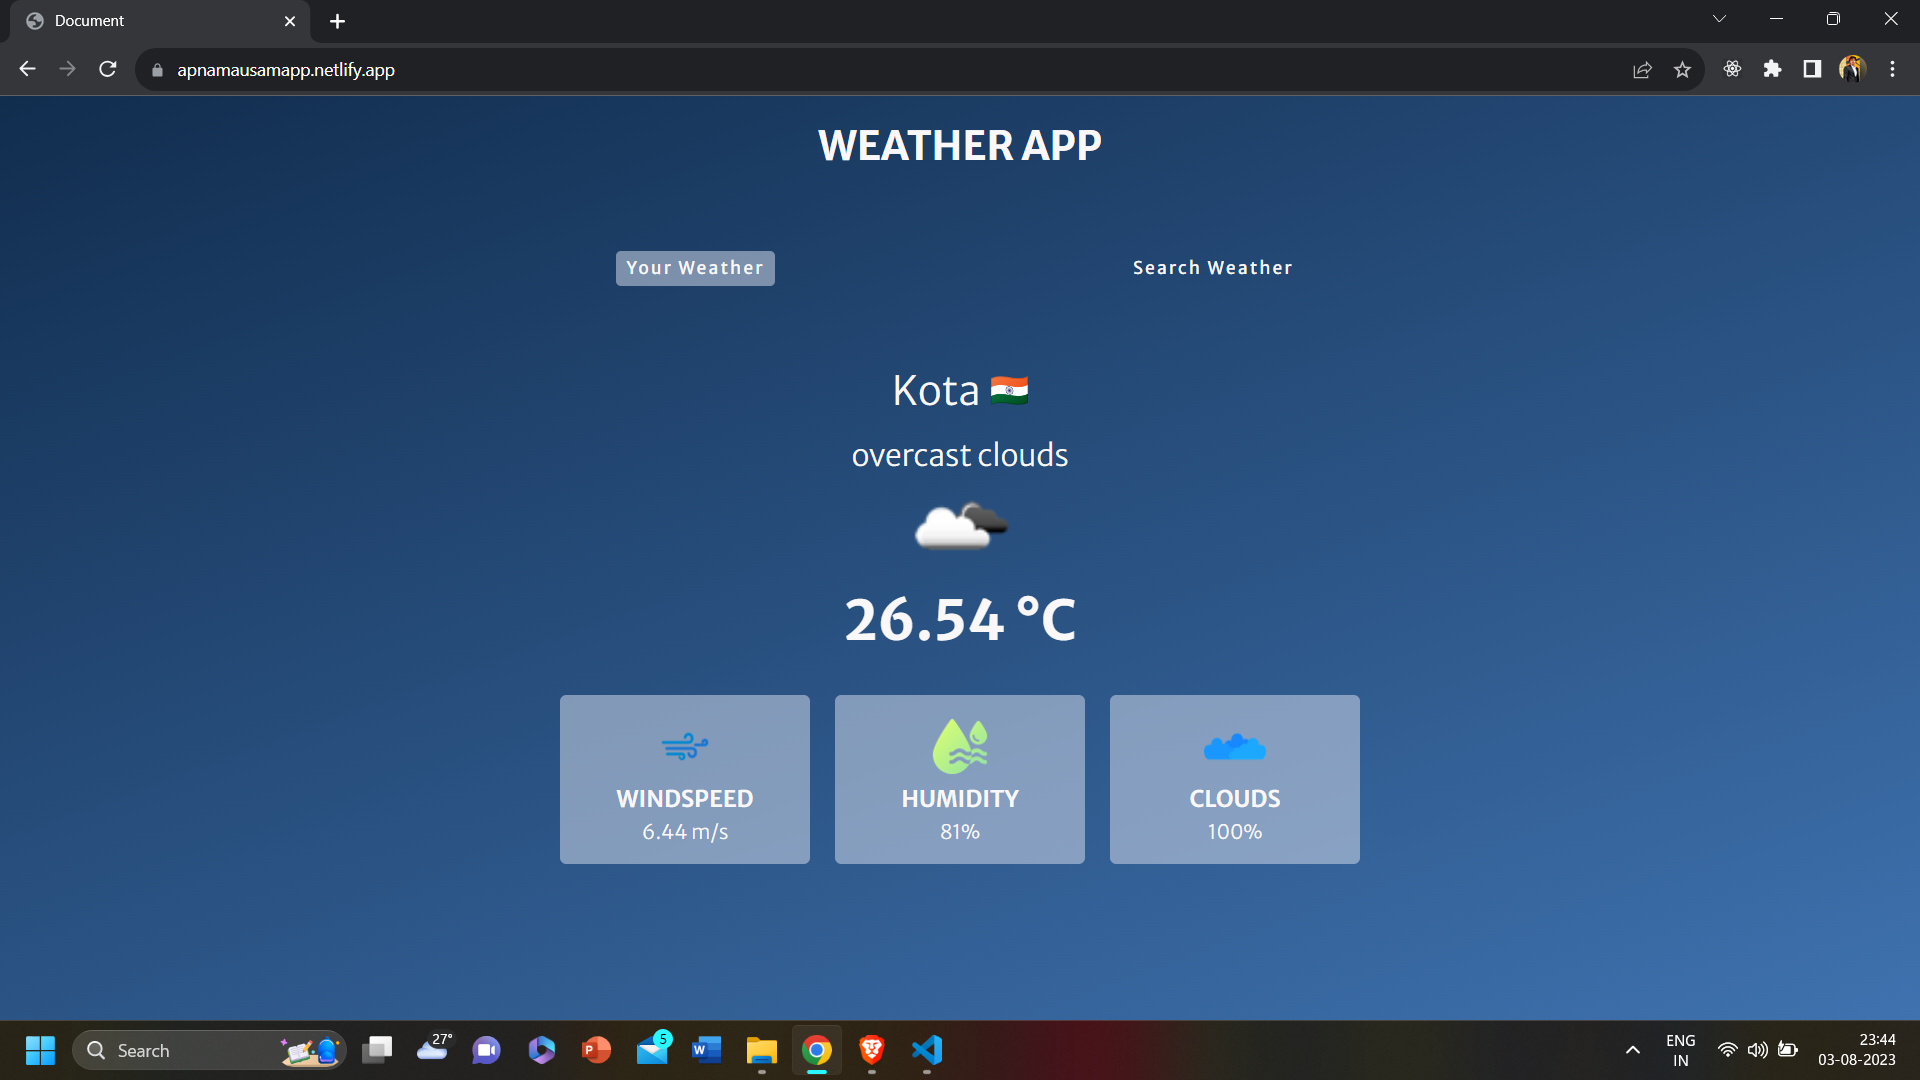 Document
apnamausamapp.netlify.app
WEATHER APP
Your Weather
Search Weather
Kota
overcast clouds
26.54 °C
WINDSPEED
6.44 m/s
HUMIDITY
81%
CLOUDS
100%
Search
27°
P
5
W
ENG
IN
23:44
03-08-2023